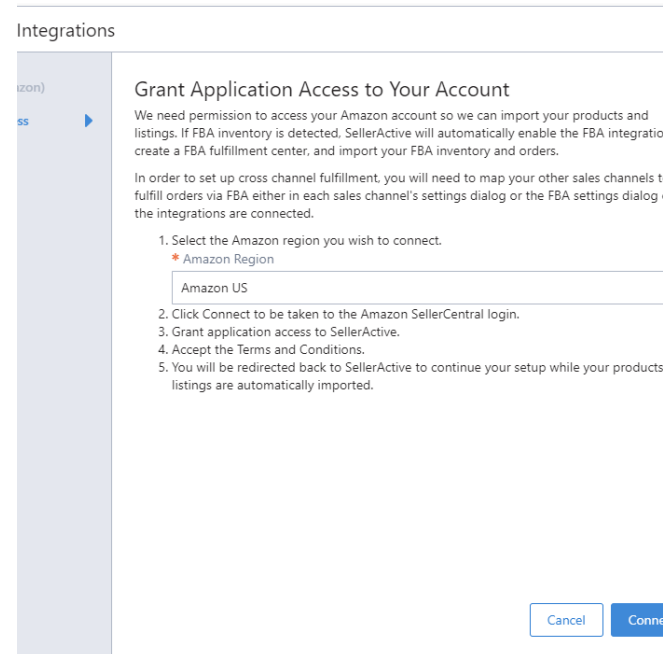 Integrations
Grant Application Access to Your Account
We need permission to access your Amazon account so we can import your products and
listings. If FBA inventory is detected, SellerActive will automatically enable the FBA
create a FBA fulfillment center, and import your FBA inventory and orders.
In order to set up cross channel fulfillment, you will need to map your other sales channels
fulfill orders via FBA either in each sales channel's settings dialog or the FBA settings dialog
the integrations are connected.
1. Select the Amazon region you wish to connect.
* Amazon Region
Amazon US
2. Click Connect to be taken to the Amazon SellerCentral login.
3. Grant application access to SellerActive.
4. Accept the Terms and Conditions.
5. You will be redirected back to SellerActive to continue your setup while your products
listings are automatically imported.
Cancel